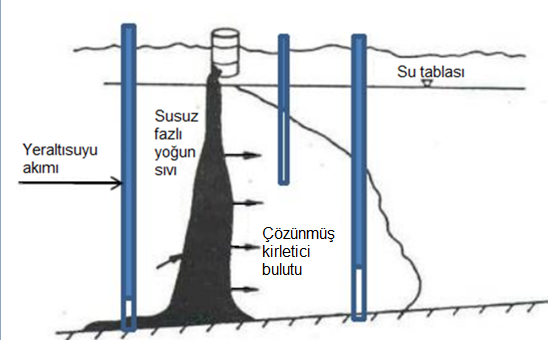 Su tablası
Susuz
fazlı
yoğun
sıvı
Yeraltısuyu
akımı
Çözünmüş
kirletici
bulutu